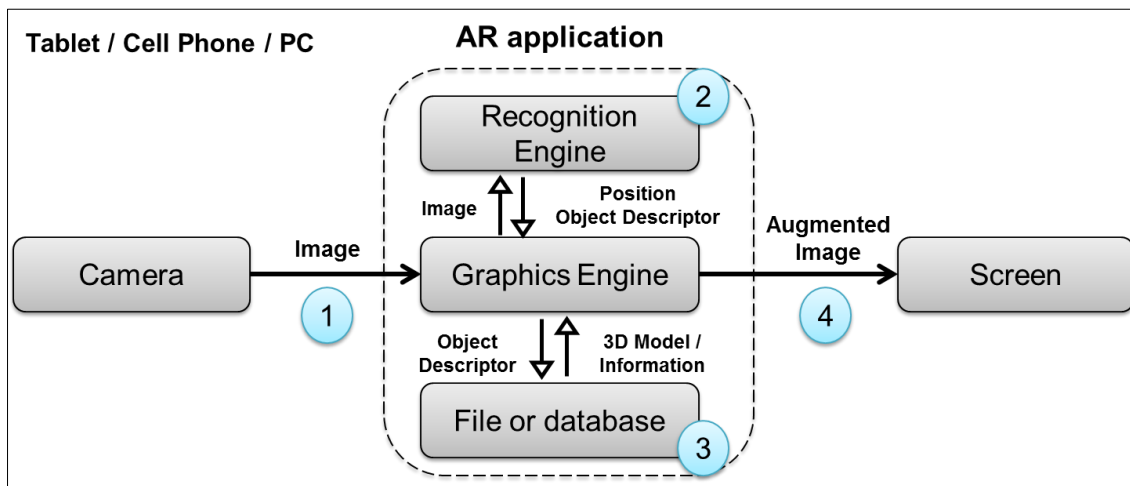 Tablet / Cell Phone / PC
AR application
2
Recognition
Engine
Image
Position
Object Descriptor
Camera
Image
1
Graphics Engine
Augmented
Image
4
Screen
Object
Descriptor
3D Model /
Information
File or database
3